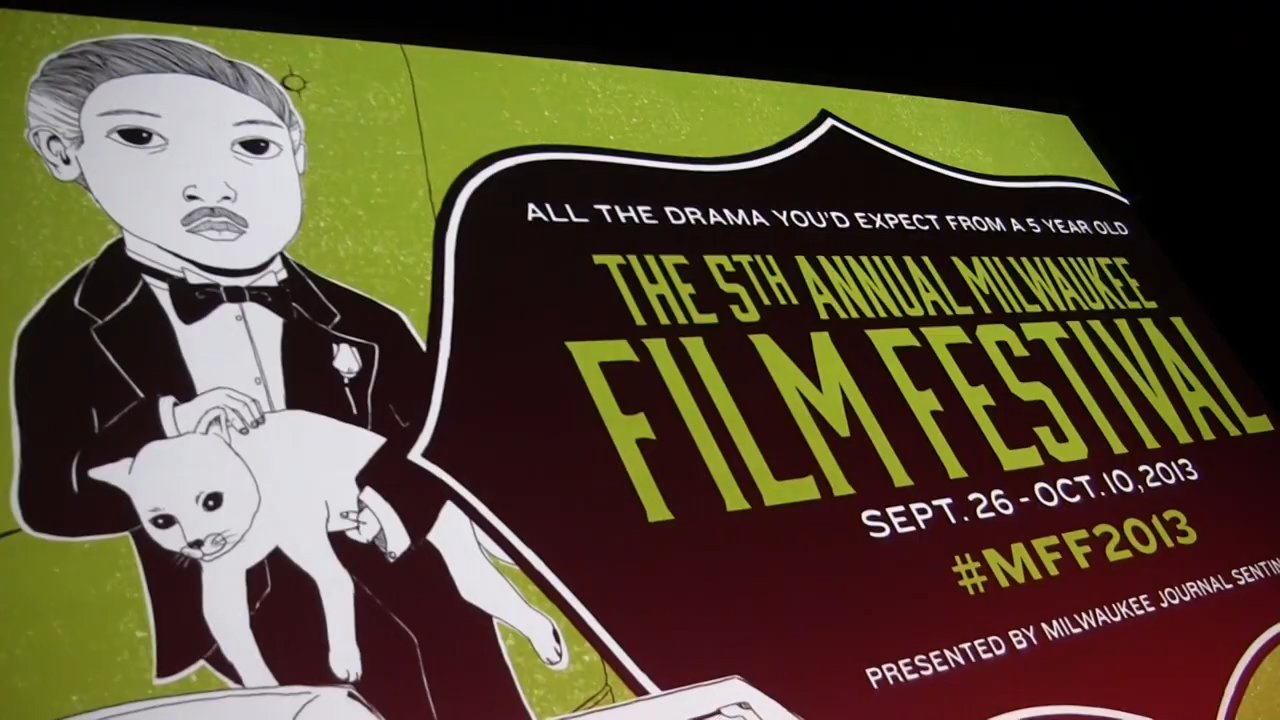 ALL THE DRAMA YOU'D EXPECT FROM A 5 YEAR OLD
THE 5TH ANNUAL MILWAUKEE
FILM FESTIVAL
SEPT. 26 - OCT. 10, 2013
#MFF2013
PRESENTED BY MILWAUKEE JOURNAL SENTIN